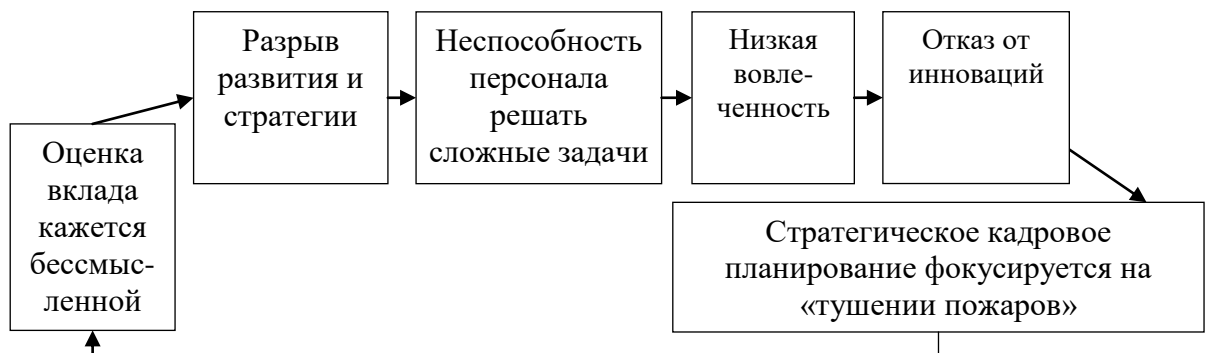 Разрыв
развития и
стратегии
Неспособность
персонала
решать
сложные задачи
Низкая
вовле-
ченность
Отказ от
инноваций
Оценка
вклада
кажется
бессмыс-
ленной
Стратегическое кадровое
планирование фокусируется на
«тушении пожаров»